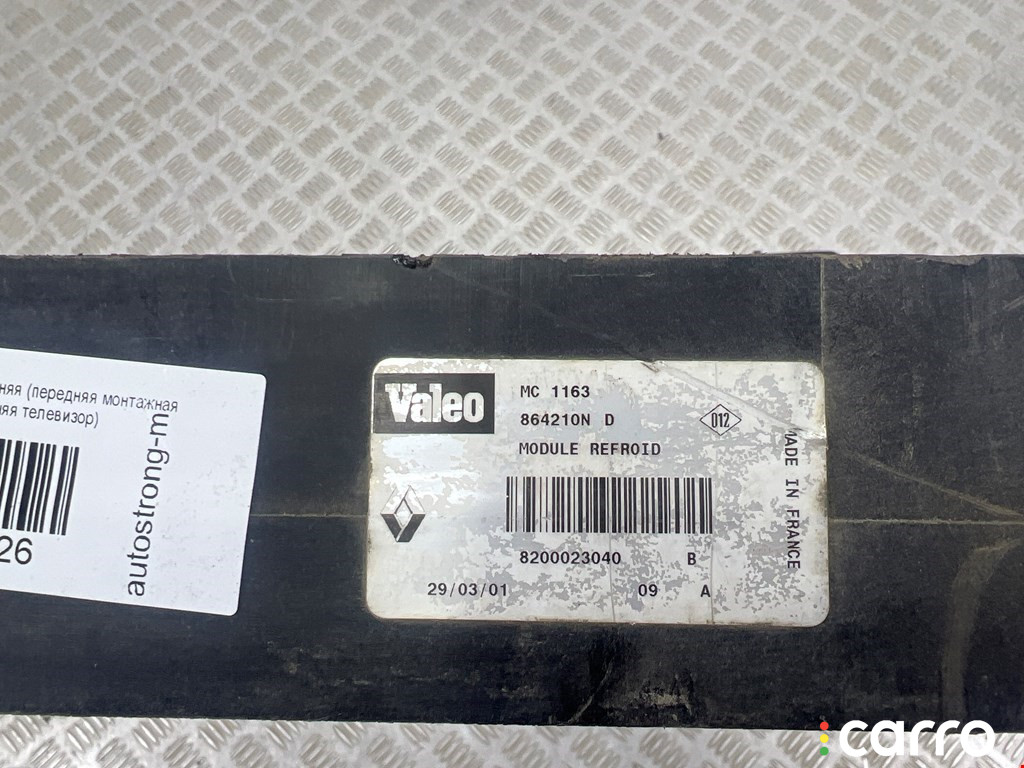 няя (передняя монтажная
няя телевизор)
26
autostrong-m
Valeo
MC 1163
864210N D
012
MODULE REFROID
MADE IN FRANCE
8200023040 B
29/03/01 09 A
carro